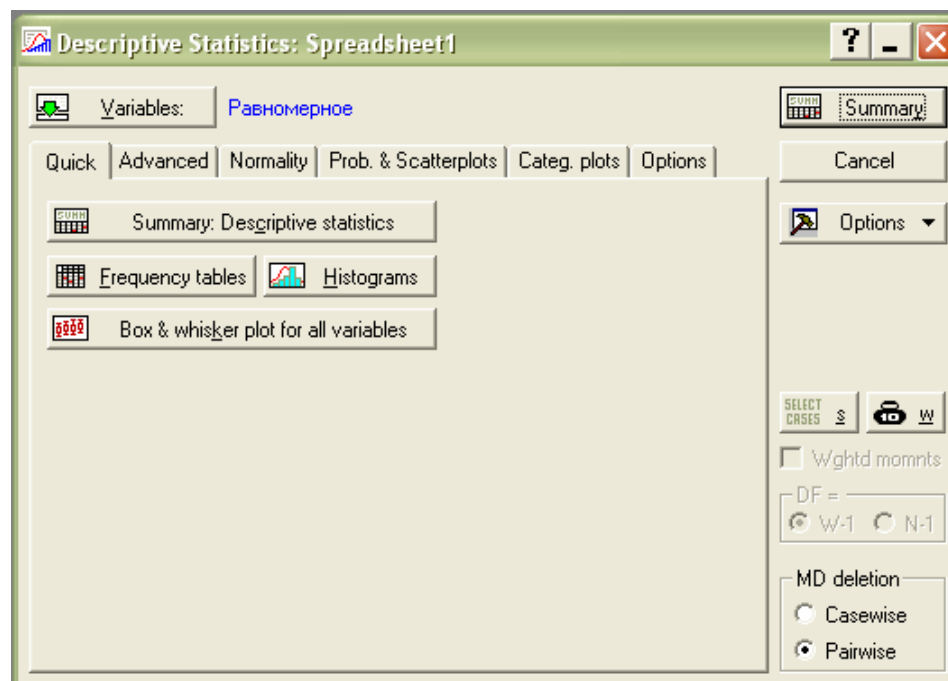 Descriptive Statistics: Spreadsheet1
Variables: Равномерное
Quick Advanced Normality Prob. & Scatterplots Categ. plots Options
SUMM Summary: Descriptive statistics
Frequency tables Histograms
Box & whisker plot for all variables
SUMM Summary
Cancel
Options
SELECT CASES S W
Wghtd momnts
DF =
W-1 N-1
MD deletion
Casewise
Pairwise